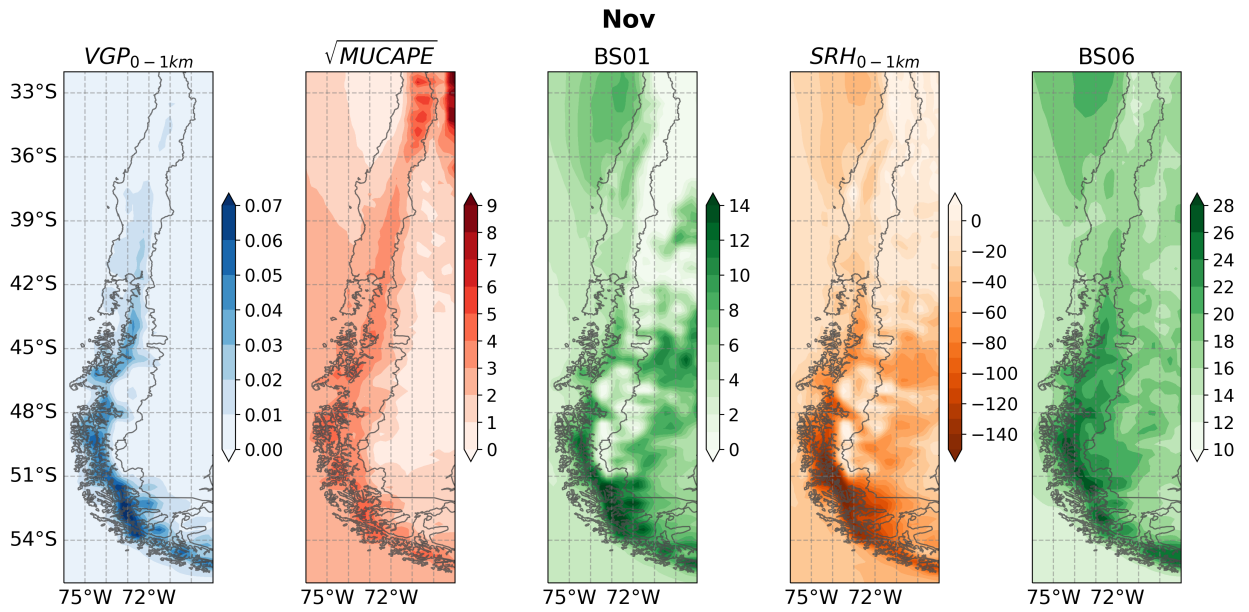 Nov
VGP0−1km
√MUCAPE
BS01
SRH0−1km
BS06
33°S
36°S
39°S
42°S
45°S
48°S
51°S
54°S
75°W 72°W
0.07
0.06
0.05
0.04
0.03
0.02
0.01
0.00
75°W 72°W
9
8
7
6
5
4
3
2
1
0
75°W 72°W
14
12
10
8
6
4
2
0
75°W 72°W
0
−20
−40
−60
−80
−100
−120
−140
75°W 72°W
28
26
24
22
20
18
16
14
12
10